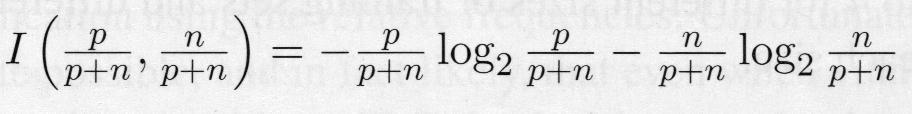 I(p/(p+n), n/(p+n)) = −p/(p+n) log₂ p/(p+n) − n/(p+n) log₂ n/(p+n)